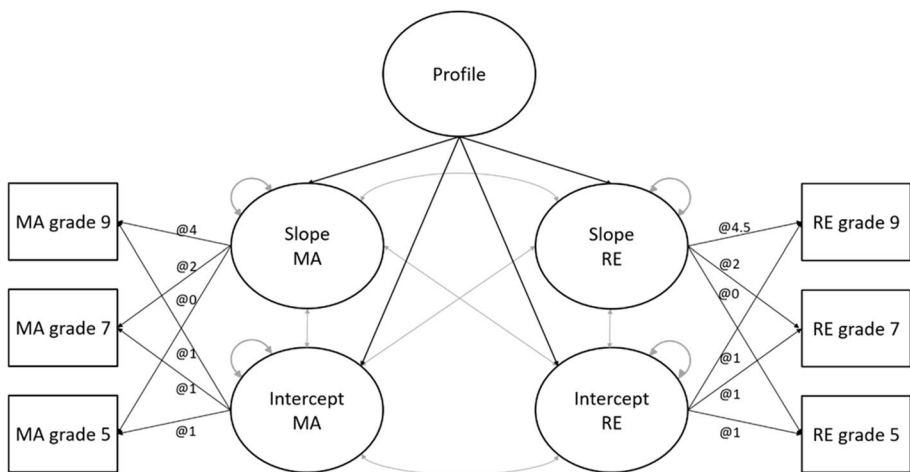 Profile
MA grade 9
@4
Slope
MA
Slope
RE
@4.5
RE grade 9
@2
@0
@2
@0
MA grade 7
RE grade 7
@1
@1
@1
@1
Intercept
MA
Intercept
RE
MA grade 5
@1
@1
RE grade 5